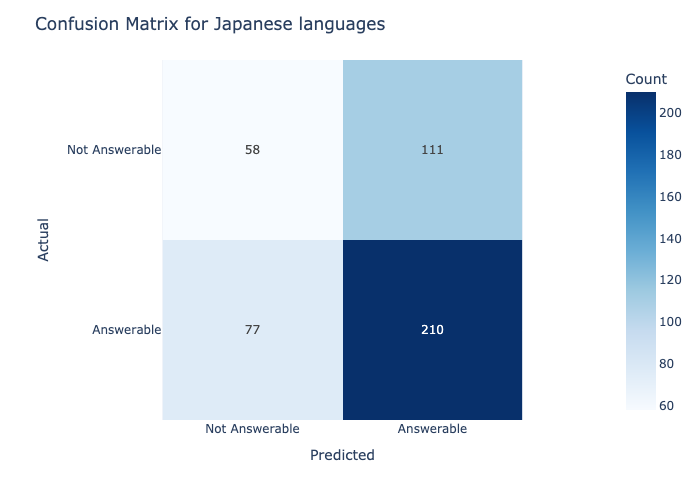 Confusion Matrix for Japanese languages
Count
200
180
160
140
120
100
80
60
Actual
Not Answerable
58
111
Answerable
77
210
Not Answerable
Answerable
Predicted